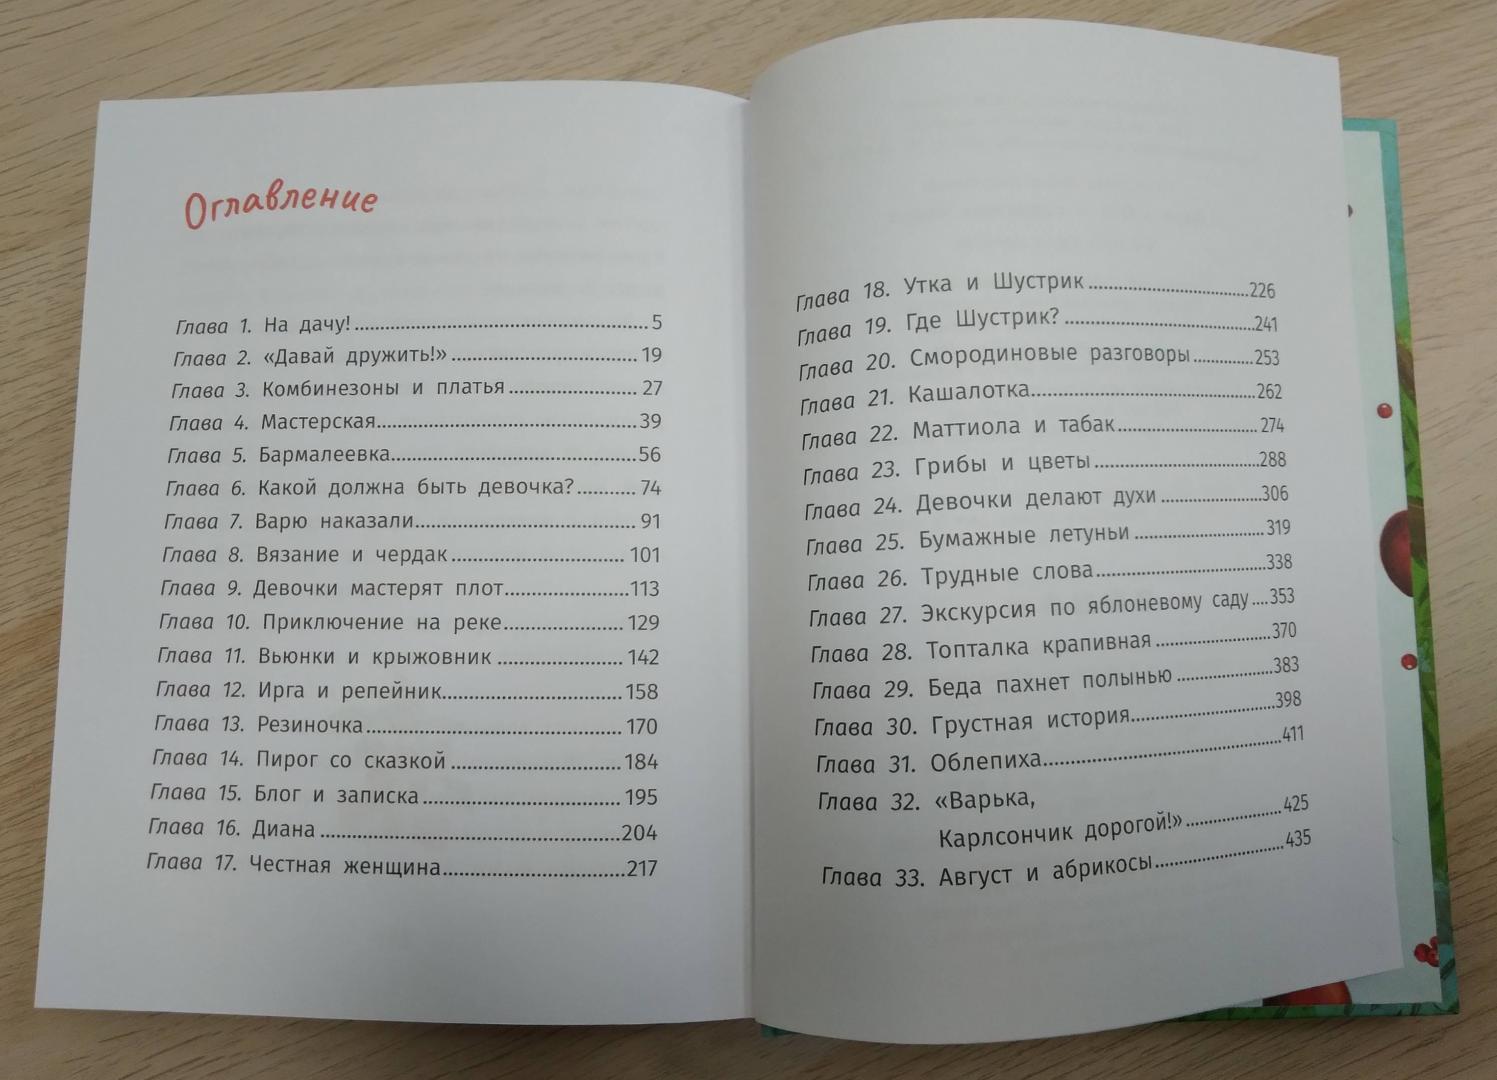 Оглавление
Глава 1. На дачу! ........ 5
Глава 2. «Давай дружить!» ........ 19
Глава 3. Комбинезоны и платья ........ 27
Глава 4. Мастерская ........ 39
Глава 5. Бармалеевка ........ 56
Глава 6. Какой должна быть девочка? ........ 74
Глава 7. Варю наказали ........ 91
Глава 8. Вязание и чердак ........ 101
Глава 9. Девочки мастерят плот ........ 113
Глава 10. Приключение на реке ........ 129
Глава 11. Вьюнки и крыжовник ........ 142
Глава 12. Ирга и репейник ........ 158
Глава 13. Резиночка ........ 170
Глава 14. Пирог со сказкой ........ 184
Глава 15. Блог и записка ........ 195
Глава 16. Диана ........ 204
Глава 17. Честная женщина ........ 217
Глава 18. Утка и Шустрик ........ 226
Глава 19. Где Шустрик? ........ 241
Глава 20. Смородиновые разговоры ........ 253
Глава 21. Кашалотка ........ 262
Глава 22. Маттиола и табак ........ 274
Глава 23. Грибы и цветы ........ 288
Глава 24. Девочки делают духи ........ 306
Глава 25. Бумажные летуньи ........ 319
Глава 26. Трудные слова ........ 338
Глава 27. Экскурсия по яблоневому саду ........ 353
Глава 28. Топталка крапивная ........ 370
Глава 29. Беда пахнет полынью ........ 383
Глава 30. Грустная история ........ 398
Глава 31. Облепиха ........ 411
Глава 32. «Варька,
Карлсончик дорогой!» ........ 425
Глава 33. Август и абрикосы ........ 435